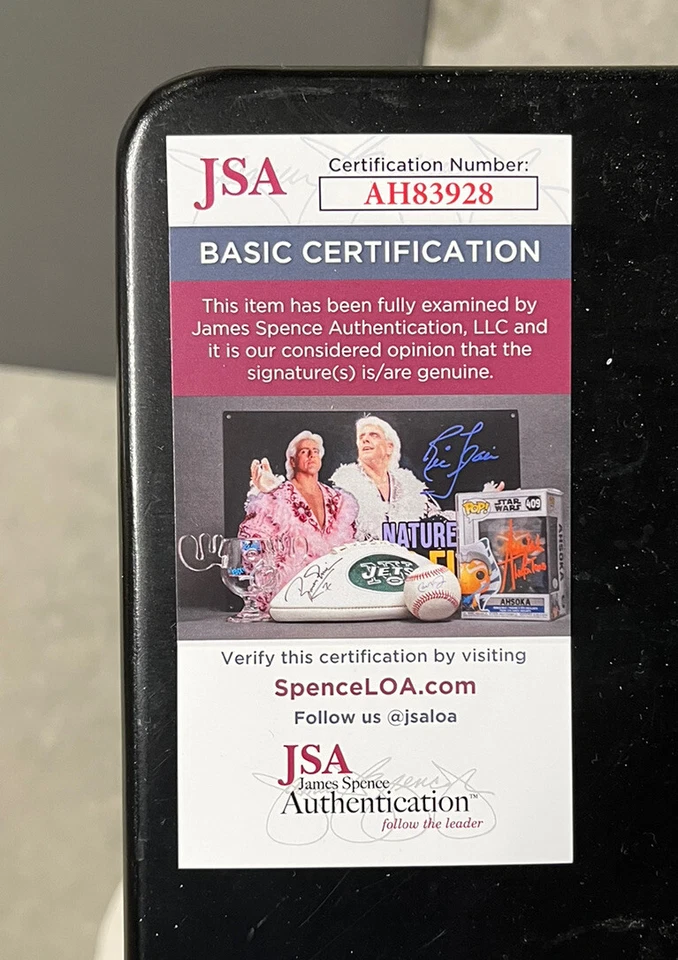 JSA
Certification Number:
AH83928
BASIC CERTIFICATION
This item has been fully examined by
James Spence Authentication, LLC and
it is our considered opinion that the
signature(s) is/are genuine.
NATURE
JETS
POP!
STAR
WARS
409
AHSOKA
AHSOKA
Verify this certification by visiting
SpenceLOA.com
Follow us @jsaloa
JSA
James Spence
Authentication™
follow the leader